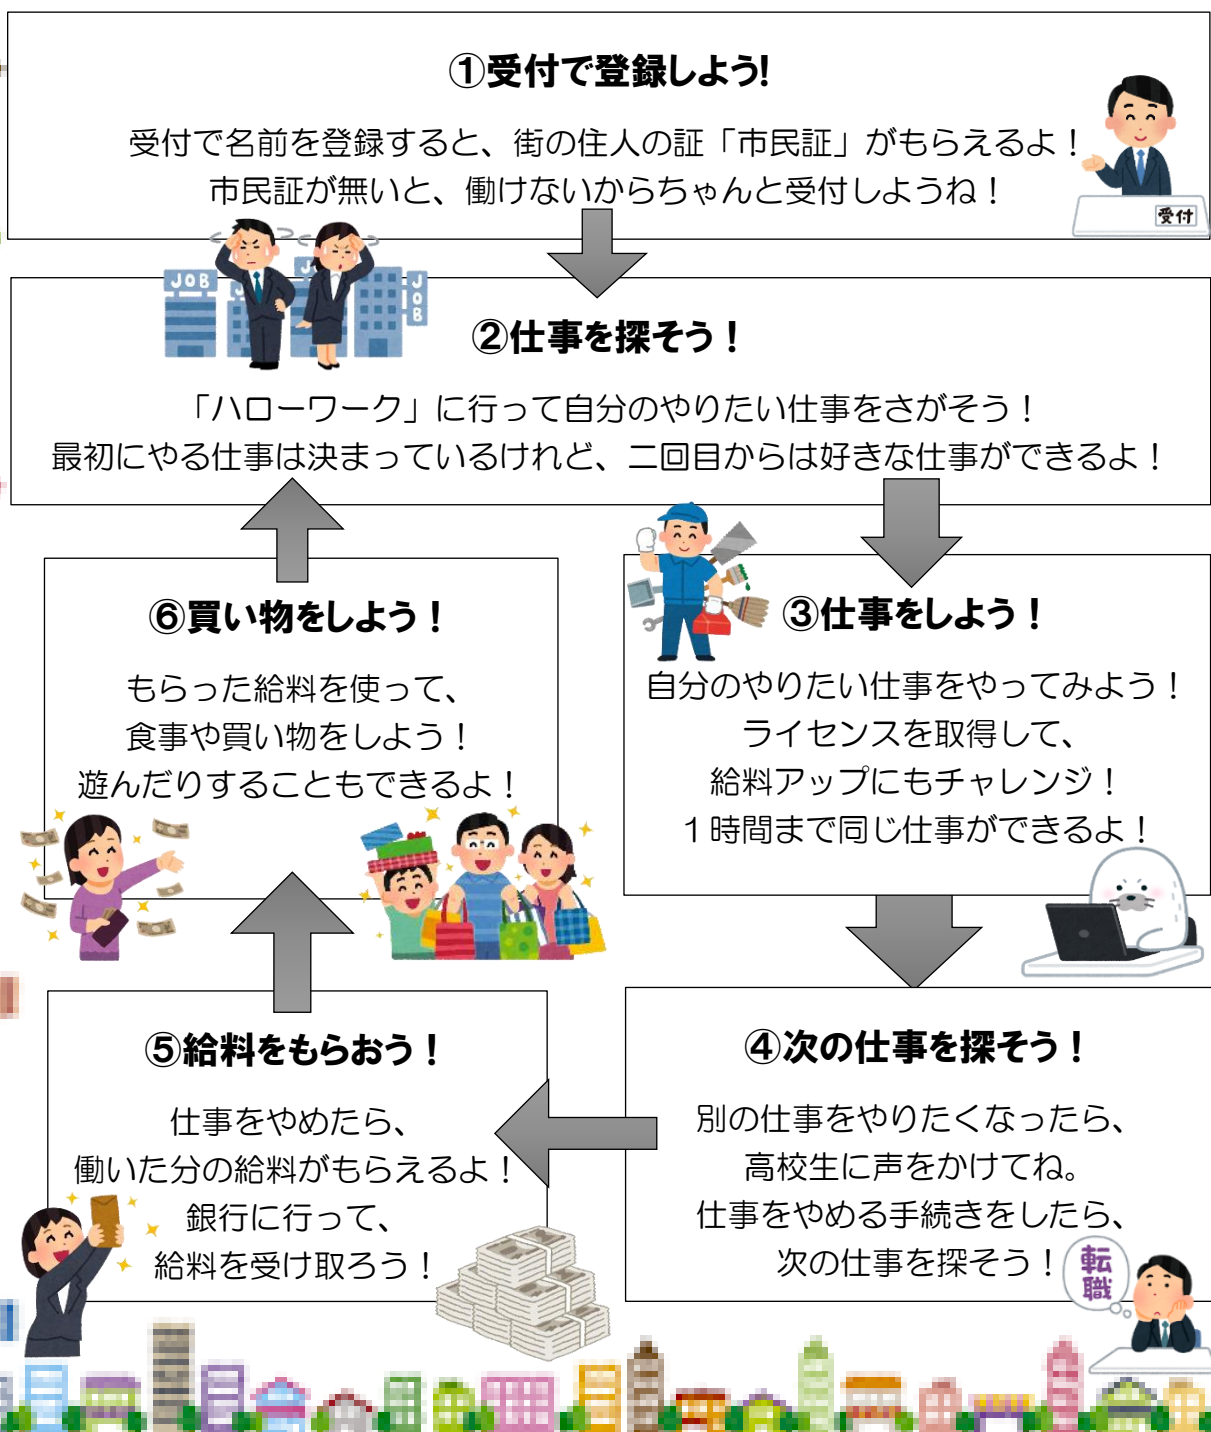 ①受付で登録しよう!
受付で名前を登録すると、街の住人の証「市民証」がもらえるよ！
市民証が無いと、働けないからちゃんと受付しようね！
受付
JOB
J
J
JOB
②仕事を探そう！
「ハローワーク」に行って自分のやりたい仕事をさがそう！
最初にやる仕事は決まっているけれど、二回目からは好きな仕事ができるよ！
③仕事をしよう！
自分のやりたい仕事をやってみよう！
ライセンスを取得して、
給料アップにもチャレンジ！
１時間まで同じ仕事ができるよ！
④次の仕事を探そう！
別の仕事をやりたくなったら、
高校生に声をかけてね。
仕事をやめる手続きをしたら、
次の仕事を探そう！
転職
⑤給料をもらおう！
仕事をやめたら、
働いた分の給料がもらえるよ！
銀行に行って、
給料を受け取ろう！
⑥買い物をしよう！
もらった給料を使って、
食事や買い物をしよう！
遊んだりすることもできるよ！